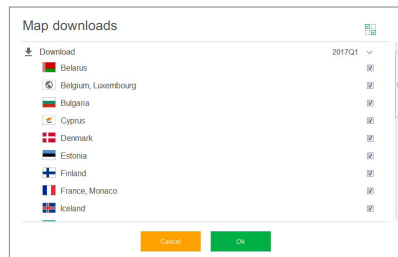 Map downloads
Download 2017Q1
Belarus
Belgium, Luxembourg
Bulgaria
Cyprus
Denmark
Estonia
Finland
France, Monaco
Iceland
Cancel Ok